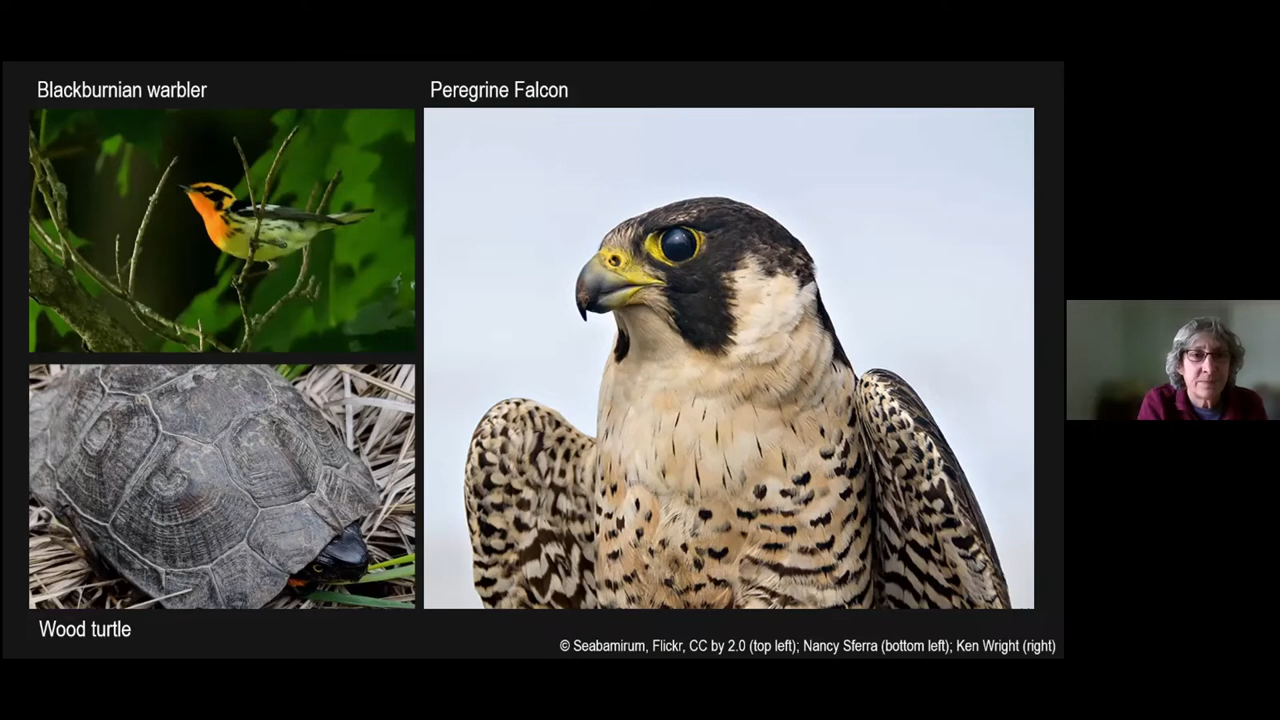 Blackburnian warbler
Peregrine Falcon
Wood turtle
© Seabamirum, Flickr, CC by 2.0 (top left); Nancy Sferra (bottom left); Ken Wright (right)